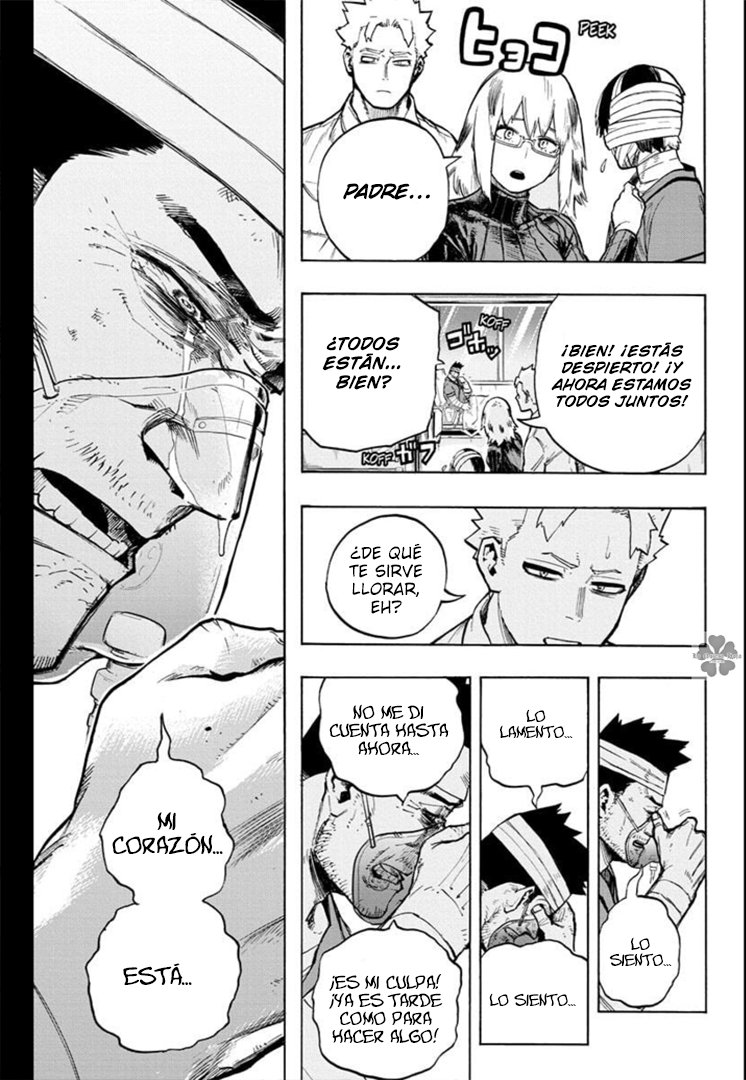 ヒョコ
PEEK
PADRE...
¡BIEN! ¡ESTÁS
DESPIERTO! ¡Y
AHORA ESTAMOS
TODOS JUNTOS!
KOFF
ゴホッ
¿TODOS
ESTÁN...
BIEN?
KOFF
ガフ
¿DE QUÉ
TE SIRVE
LLORAR,
EH?
LO
SIENTO...
LO
LAMENTO...
LO SIENTO...
NO ME DI
CUENTA HASTA
AHORA...
¡ES MI CULPA!
¡YA ES TARDE
COMO PARA
HACER ALGO!
MI
CORAZÓN...
ESTÁ...